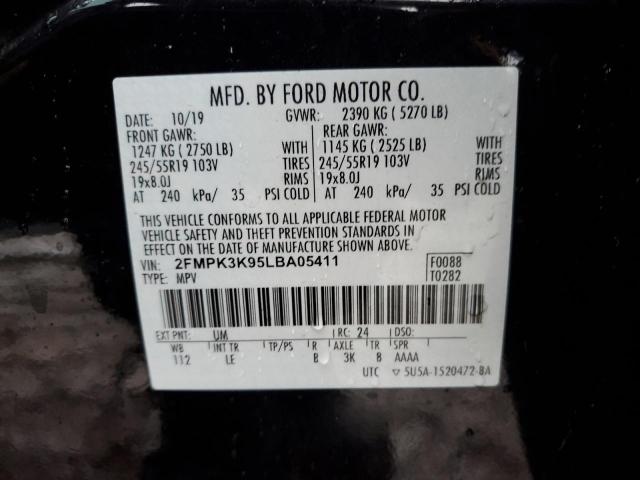 MFD. BY FORD MOTOR CO.
DATE: 10/19 GVWR: 2390 KG ( 5270 LB)
FRONT GAWR: REAR GAWR:
1247 KG ( 2750 LB) WITH 1145 KG ( 2525 LB) WITH
245/55R19 103V TIRES 245/55R19 103V TIRES
19x8.0J RIMS 19x8.0J RIMS
AT 240 kPa/ 35 PSI COLD AT 240 kPa/ 35 PSI COLD
THIS VEHICLE CONFORMS TO ALL APPLICABLE FEDERAL MOTOR
VEHICLE SAFETY AND THEFT PREVENTION STANDARDS IN
EFFECT ON THE DATE OF MANUFACTURE SHOWN ABOVE.
VIN: 2FMPK3K95LBA05411 F0088
TYPE: MPV T0282
EXT PNT: UM RC: 24 DSO:
WB INT TR TP/PS R AXLE TR SPR
112 LE B 3K 8 AAAA
UTC ▽ 5U5A-1520472-BA